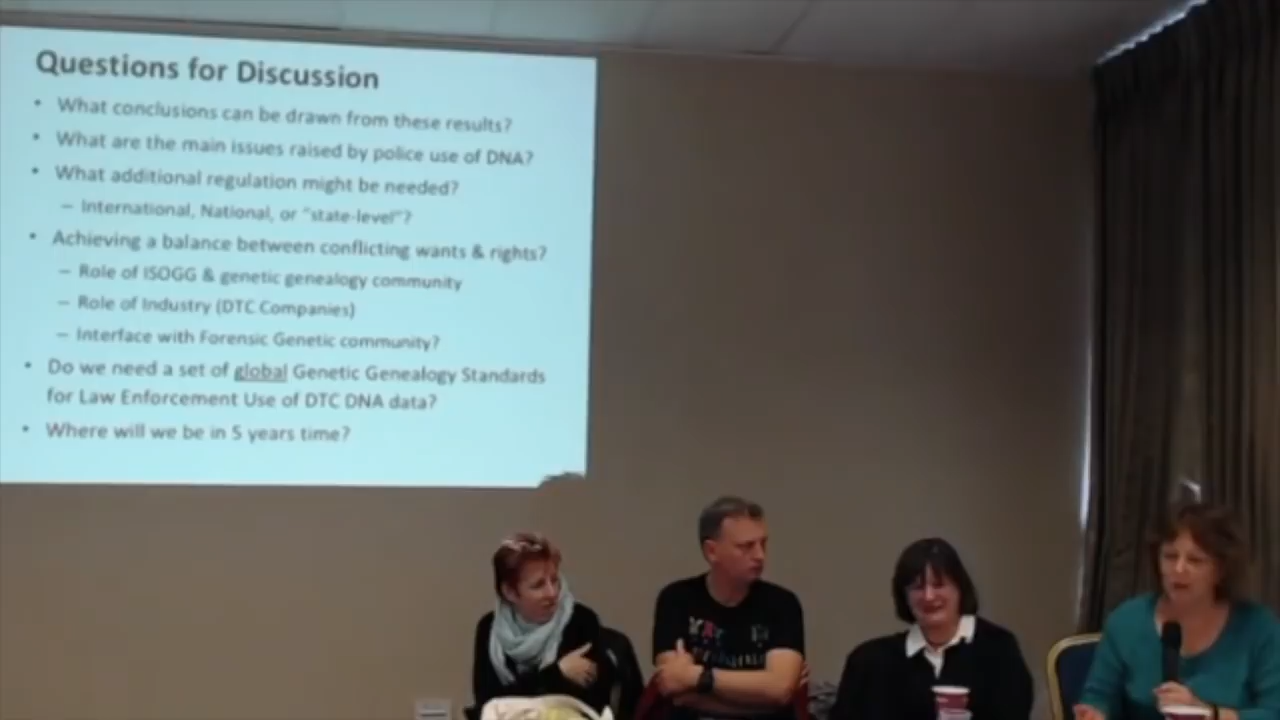 Questions for Discussion
• What conclusions can be drawn from these results?
• What are the main issues raised by police use of DNA?
• What additional regulation might be needed?
– International, National, or "state-level"?
• Achieving a balance between conflicting wants & rights?
– Role of ISOGG & genetic genealogy community
– Role of Industry (DTC Companies)
– Interface with Forensic Genetic community?
• Do we need a set of global Genetic Genealogy Standards
for Law Enforcement Use of DTC DNA data?
• Where will we be in 5 years time?